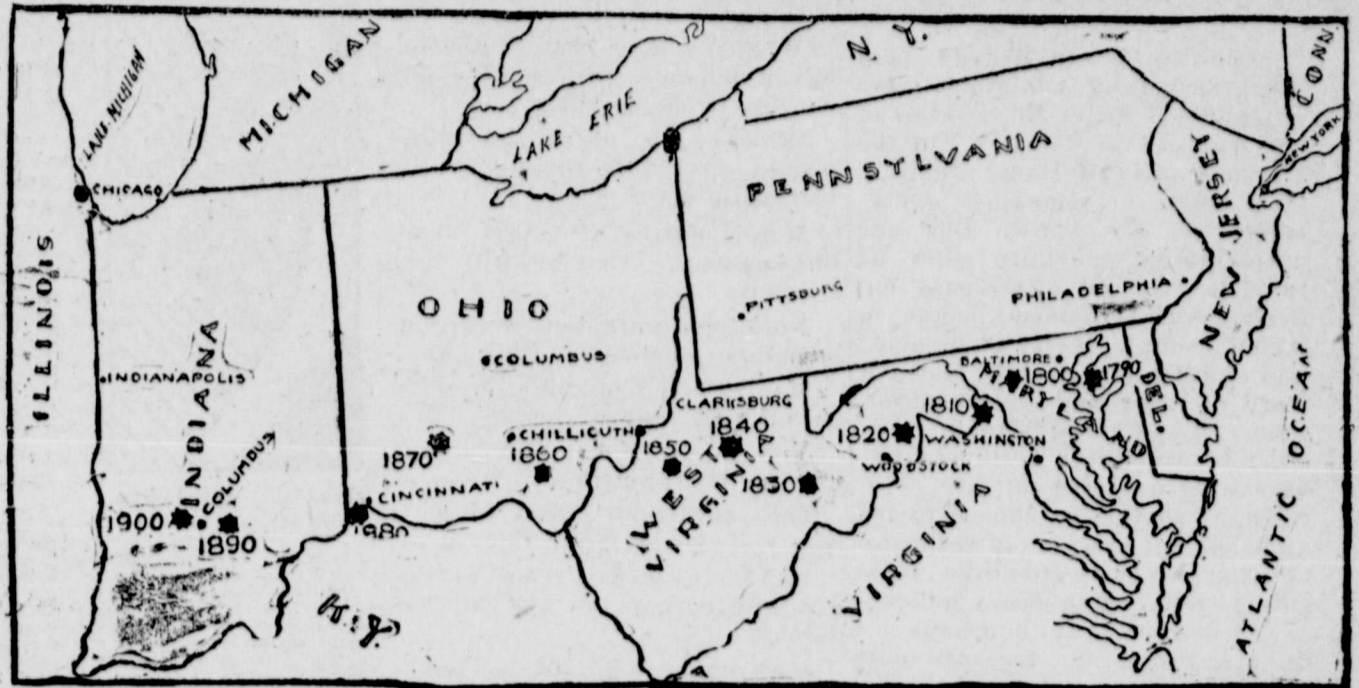 N. Y.
CONN.
MICHIGAN
LAKE MICHIGAN
LAKE ERIE
NEW YORK
CHICAGO
PENNSYLVANIA
NEW JERSEY
ILLINOIS
OHIO
PITTSBURG
PHILADELPHIA
COLUMBUS
BALTIMORE
1800
1790
INDIANAPOLIS
INDIANA
MARYLAND
DEL.
CLARKSBURG
1810
OCEAN
CHILLICUTHE
1840
1820
WASHINGTON
1870
1860
1850
WOODSTOCK
COLUMBUS
CINCINNATI
WEST VIRGINIA
1830
1900
1890
1980
VIRGINIA
KY.
ATLANTIC